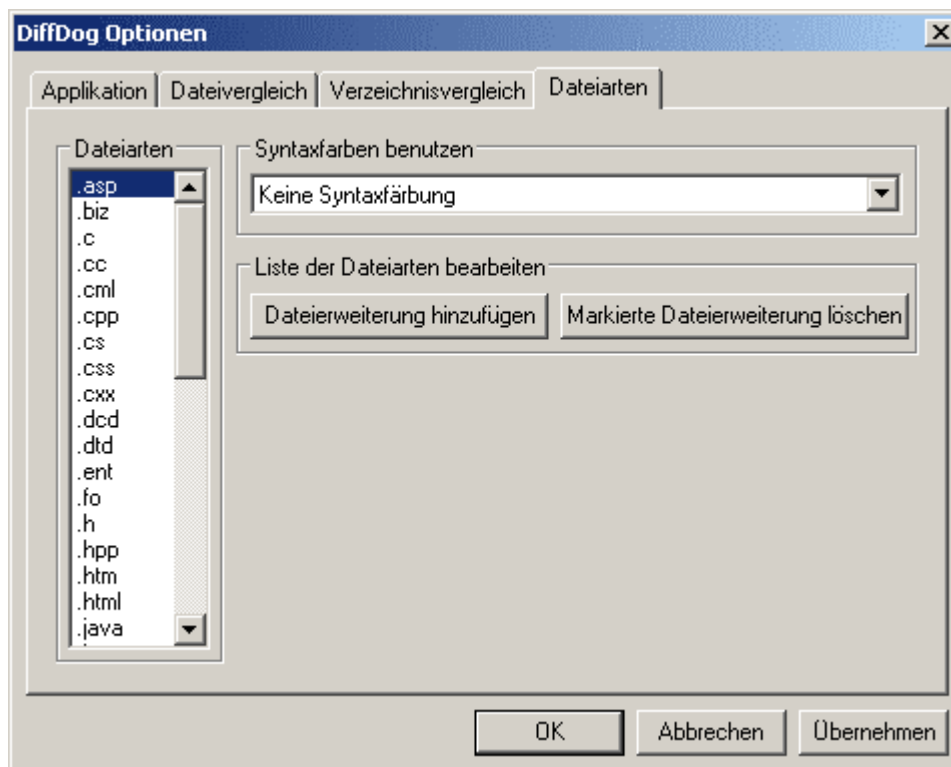 DiffDog Optionen
Applikation
Dateivergleich
Verzeichnisvergleich
Dateiarten
Dateiarten
.asp
.biz
.c
.cc
.cml
.cpp
.cs
.css
.cxx
.dcd
.dtd
.ent
.fo
.h
.hpp
.htm
.html
.java
Syntaxfarben benutzen
Keine Syntaxfärbung
Liste der Dateiarten bearbeiten
Dateierweiterung hinzufügen
Markierte Dateierweiterung löschen
OK
Abbrechen
Übernehmen